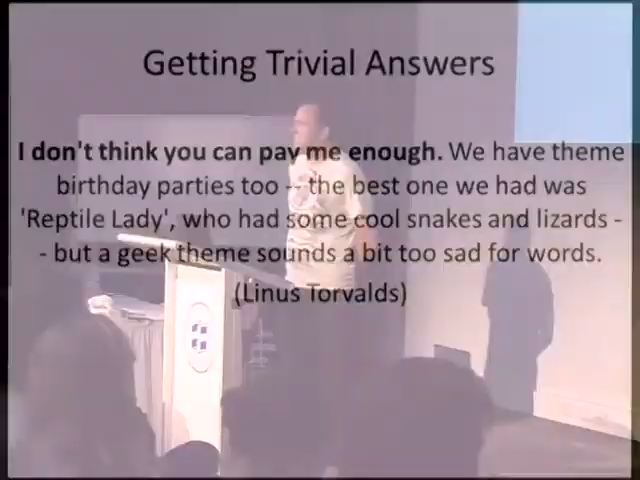 Getting Trivial Answers
I don't think you can pay me enough. We have theme
birthday parties too -- the best one we had was
'Reptile Lady', who had some cool snakes and lizards -
- but a geek theme sounds a bit too sad for words.
(Linus Torvalds)